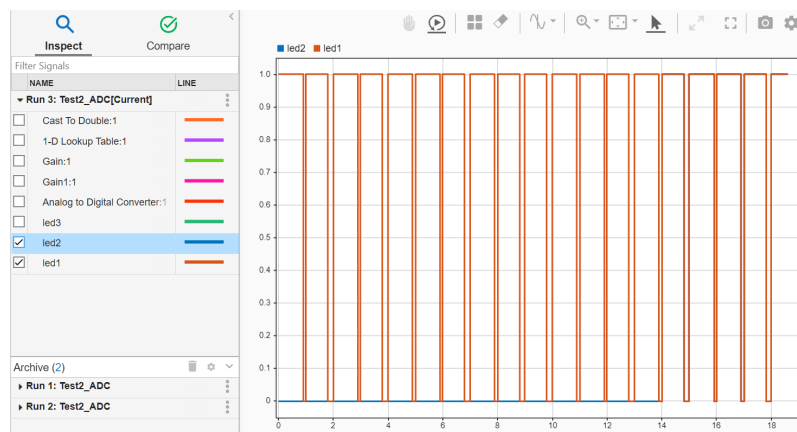 Inspect
Compare
Filter Signals
NAME LINE
Run 3: Test2_ADC[Current]
Cast To Double:1
1-D Lookup Table:1
Gain:1
Gain1:1
Analog to Digital Converter:1
led3
led2
led1
Archive (2)
Run 1: Test2_ADC
Run 2: Test2_ADC
led2 led1
1.0
0.9
0.8
0.7
0.6
0.5
0.4
0.3
0.2
0.1
0
0 2 4 6 8 10 12 14 16 18